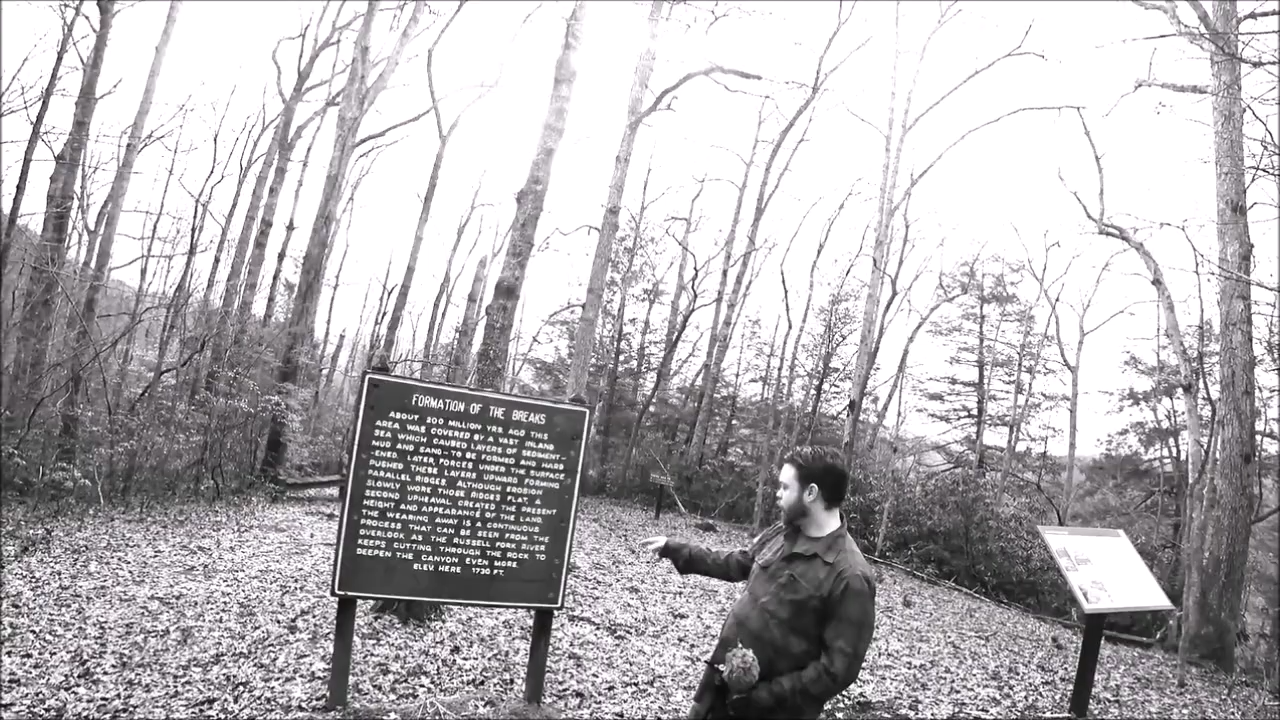 FORMATION OF THE BREAKS
ABOUT 200 MILLION YRS. AGO THIS
AREA WAS COVERED BY A VAST INLAND
SEA WHICH CAUSED LAYERS OF SEDIMENT-
MUD AND SAND- TO BE FORMED AND HARD
-ENED. LATER, FORCES UNDER THE SURFACE
PUSHED THESE LAYERS UPWARD FORMING
PARALLEL RIDGES. ALTHOUGH EROSION
SLOWLY WORE THOSE RIDGES FLAT, A
SECOND UPHEAVAL CREATED THE PRESENT
HEIGHT AND APPEARANCE OF THE LAND.
THE WEARING AWAY IS A CONTINUOUS
PROCESS THAT CAN BE SEEN FROM THE
OVERLOOK AS THE RUSSELL FORK RIVER
KEEPS CUTTING THROUGH THE ROCK TO
DEEPEN THE CANYON EVEN MORE.
ELEV. HERE 1730 FT.